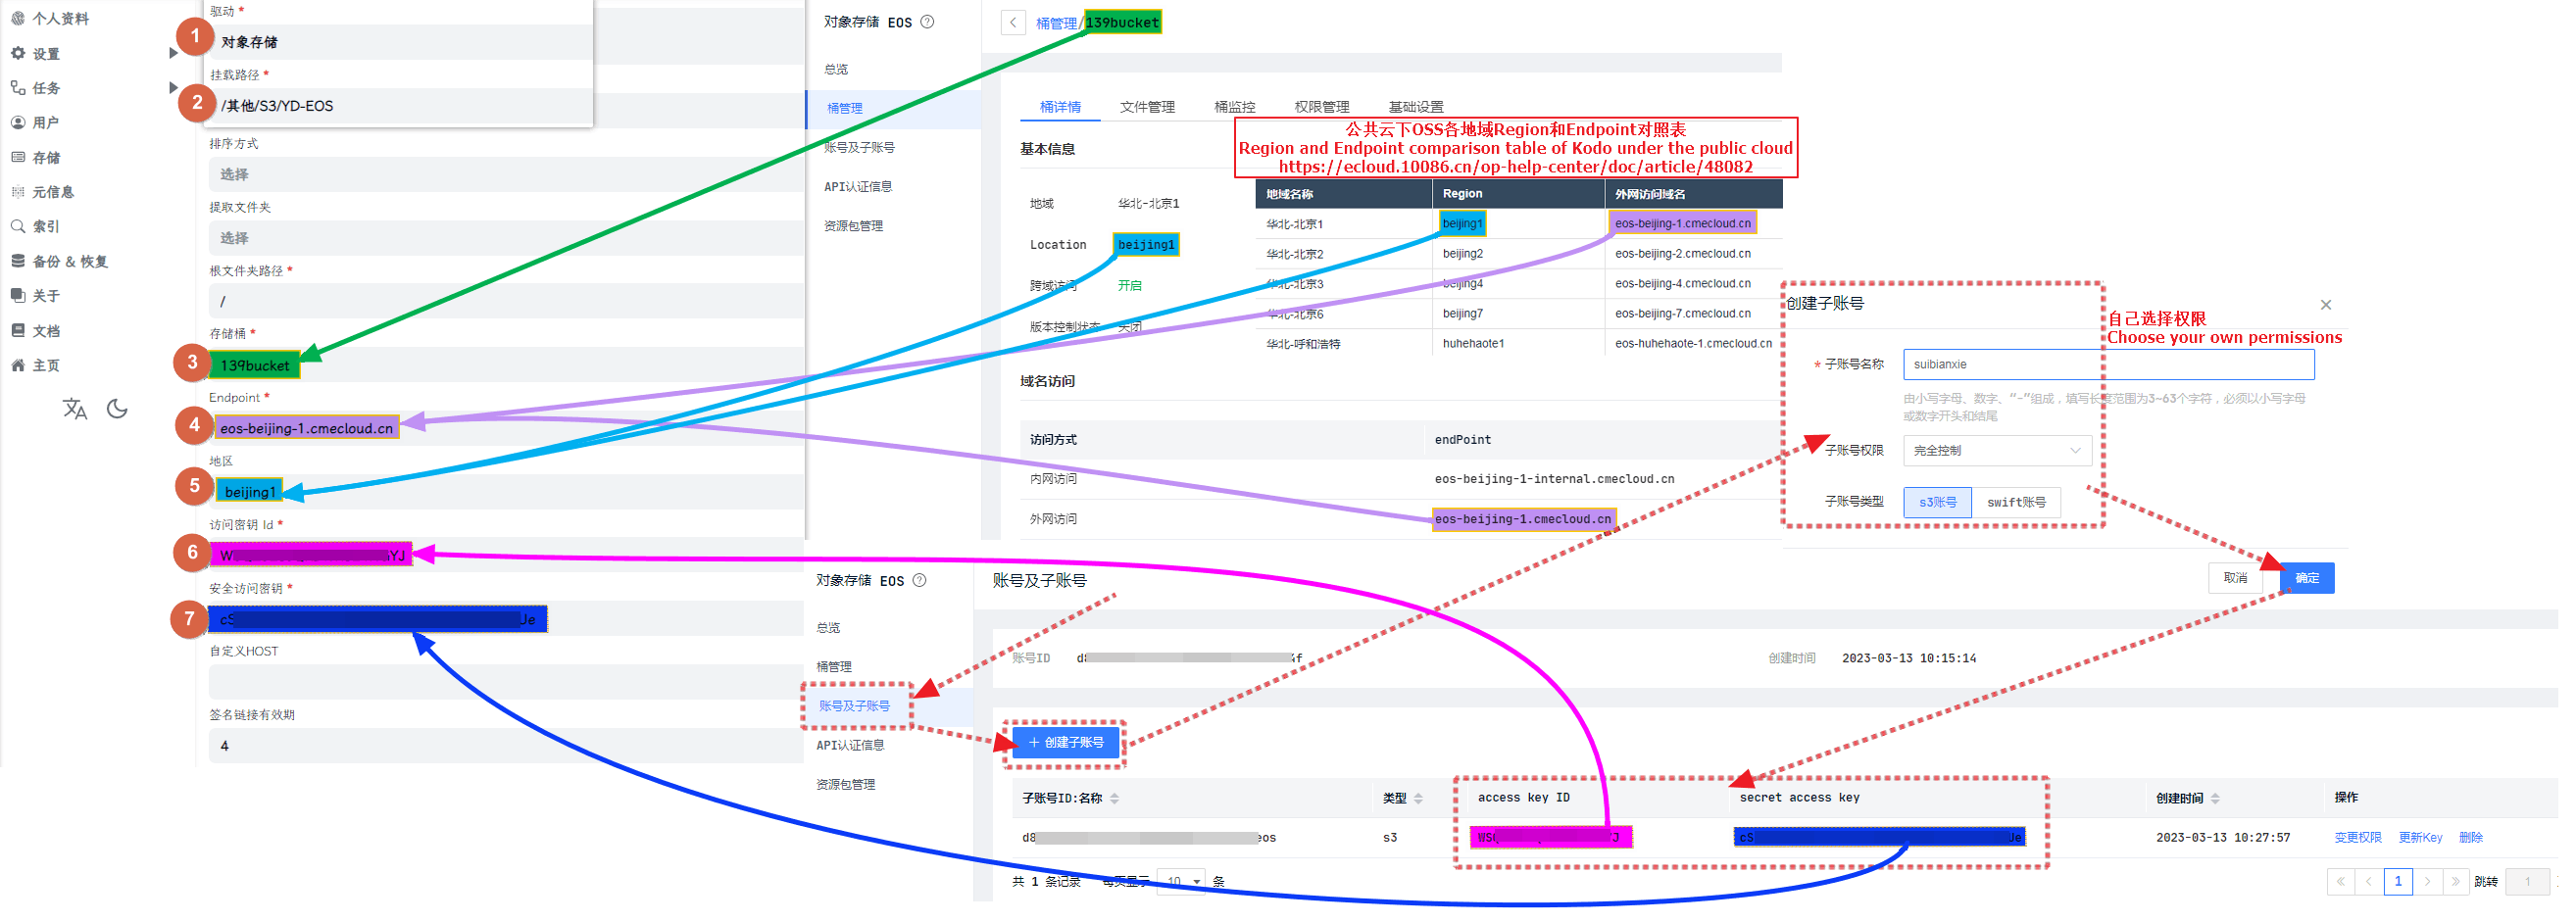 个人资料
设置
任务
用户
存储
元信息
索引
备份 & 恢复
关于
文档
主页
驱动 *
1
对象存储
挂载路径 *
2
/其他/S3/YD-EOS
排序方式
选择
提取文件夹
选择
根文件夹路径 *
/
存储桶 *
3
139bucket
Endpoint *
4
eos-beijing-1.cmecloud.cn
地区
5
beijing1
访问密钥 Id *
6
安全访问密钥 *
7
自定义HOST
签名链接有效期
4
对象存储 EOS ?
总览
桶管理
账号及子账号
API认证信息
资源包管理
桶管理/139bucket
桶详情 文件管理 桶监控 权限管理 基础设置
公共云下OSS各地域Region和Endpoint对照表
Region and Endpoint comparison table of Kodo under the public cloud
https://ecloud.10086.cn/op-help-center/doc/article/48082
基本信息
地域 华北-北京1
Location beijing1
跨域访问 开启
版本控制状态 关闭
地域名称 Region 外网访问域名
华北-北京1 beijing1 eos-beijing-1.cmecloud.cn
华北-北京2 beijing2 eos-beijing-2.cmecloud.cn
华北-北京3 beijing4 eos-beijing-4.cmecloud.cn
华北-北京6 beijing7 eos-beijing-7.cmecloud.cn
华北-呼和浩特 huhehaote1 eos-huhehaote-1.cmecloud.cn
域名访问
访问方式 endPoint
内网访问 eos-beijing-1-internal.cmecloud.cn
外网访问 eos-beijing-1.cmecloud.cn
创建子账号
自己选择权限
Choose your own permissions
* 子账号名称 suibianxie
由小写字母、数字、“-”组成，填写长度范围为3~63个字符，必须以小写字母
或数字开头和结尾
子账号权限 完全控制
子账号类型 s3账号 swift账号
取消 确定
对象存储 EOS ?
总览
桶管理
账号及子账号
API认证信息
资源包管理
账号及子账号
账号ID
创建时间 2023-03-13 10:15:14
+ 创建子账号
子账号ID:名称 类型 access key ID secret access key 创建时间 操作
s3 2023-03-13 10:27:57 变更权限 更新Key 删除
共 1 条记录 每页显示 10 条
« < 1 > » 跳转 1